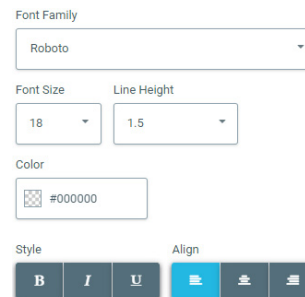 Font Family
Roboto
Font Size Line Height
18 1.5
Color
#000000
Style Align
B I U